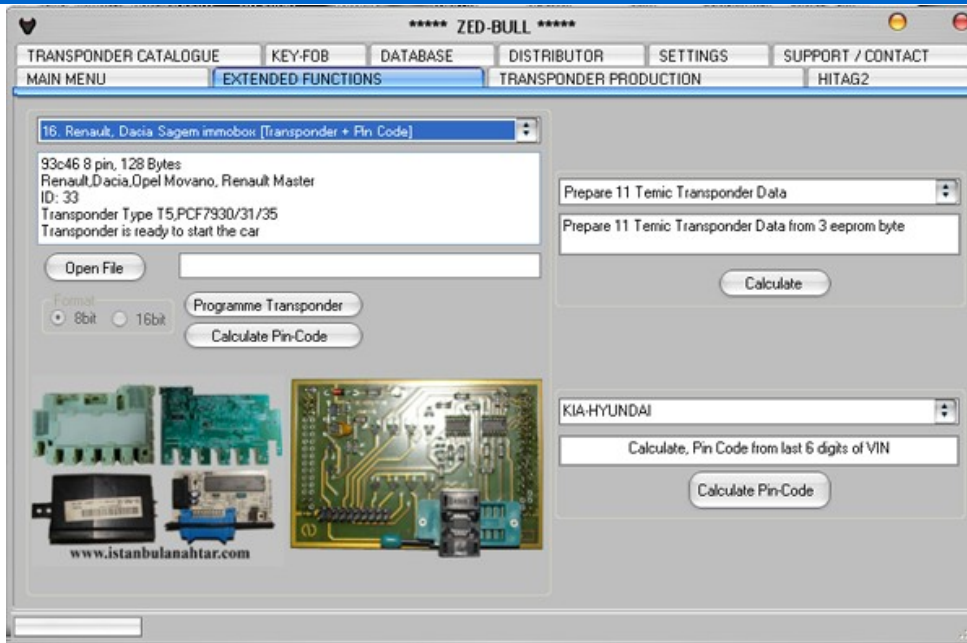 ***** ZED-BULL *****
TRANSPONDER CATALOGUE KEY-FOB DATABASE DISTRIBUTOR SETTINGS SUPPORT / CONTACT
MAIN MENU EXTENDED FUNCTIONS TRANSPONDER PRODUCTION HITAG2
16. Renault, Dacia Sagem immobox [Transponder + Pin Code]
93c46 8 pin, 128 Bytes
Renault,Dacia,Opel Movano, Renault Master
ID: 33
Transponder Type T5,PCF7930/31/35
Transponder is ready to start the car
Open File
Format
8bit 16bit
Programme Transponder
Calculate Pin-Code
www.istanbulanahtar.com
Prepare 11 Temic Transponder Data
Prepare 11 Temic Transponder Data from 3 eeprom byte
Calculate
KIA-HYUNDAI
Calculate, Pin Code from last 6 digits of VIN
Calculate Pin-Code